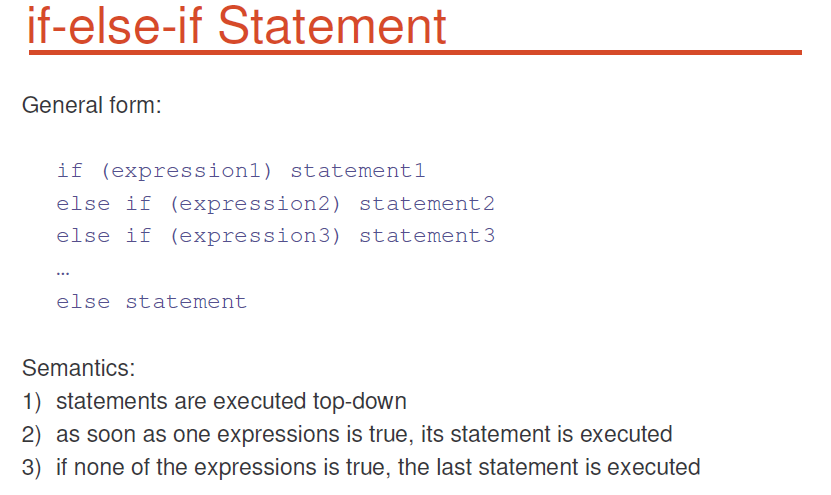 if-else-if Statement
General form:
if (expression1) statement1
else if (expression2) statement2
else if (expression3) statement3
…
else statement
Semantics:
1) statements are executed top-down
2) as soon as one expressions is true, its statement is executed
3) if none of the expressions is true, the last statement is executed